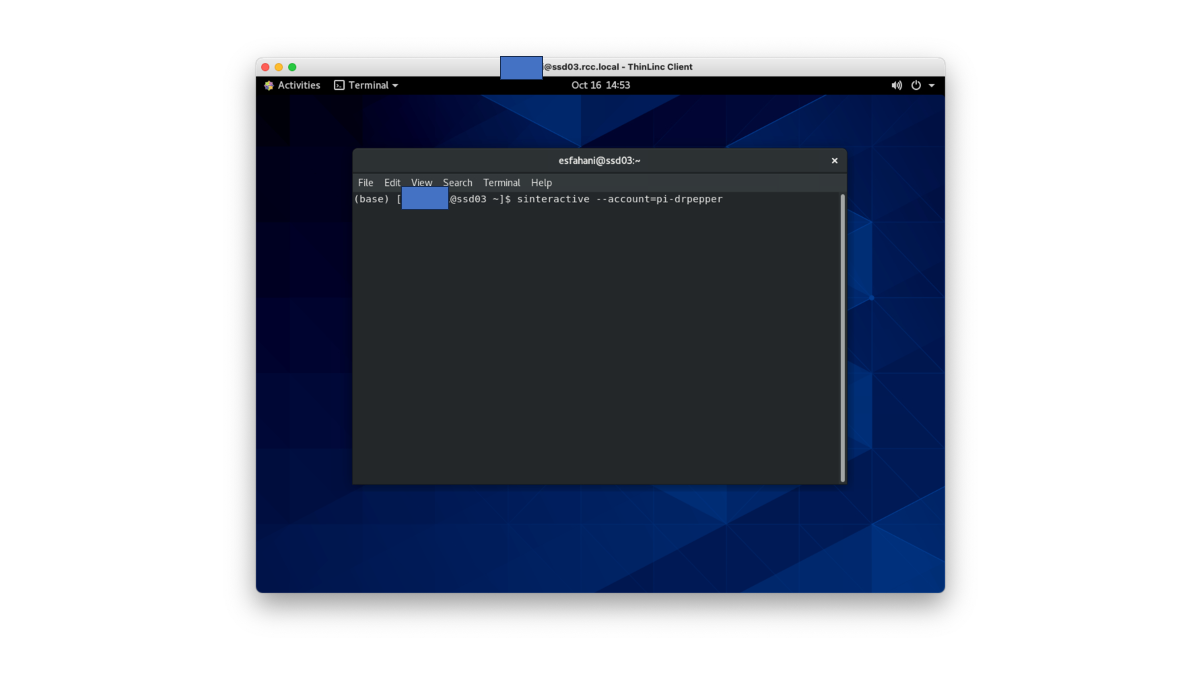 @ssd03.rcc.local - ThinLinc Client
Activities Terminal Oct 16 14:53
esfahani@ssd03:~
File Edit View Search Terminal Help
(base) [ @ssd03 ~]$ sinteractive --account=pi-drpepper